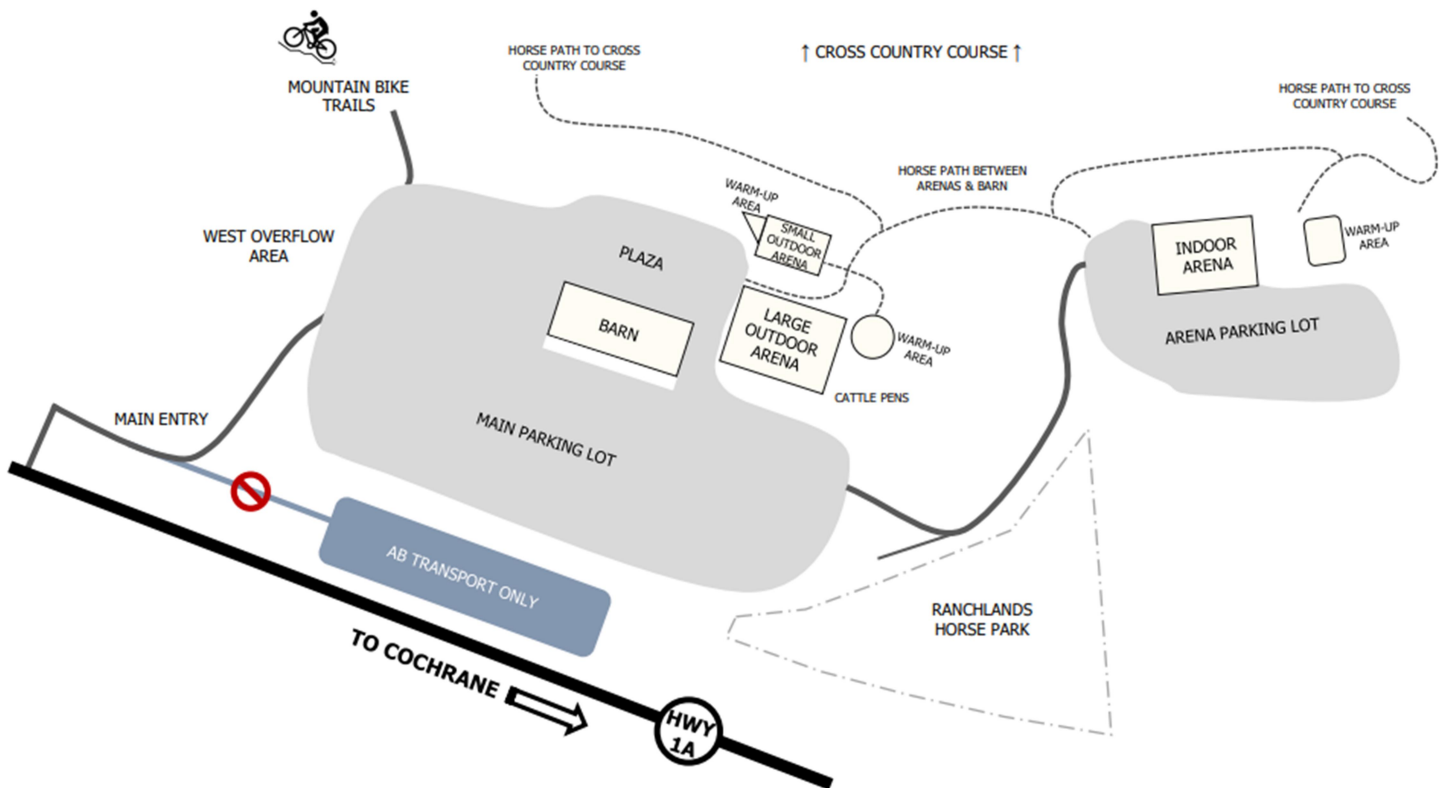 HORSE PATH TO CROSS
COUNTRY COURSE
↑ CROSS COUNTRY COURSE ↑
MOUNTAIN BIKE
TRAILS
HORSE PATH TO CROSS
COUNTRY COURSE
HORSE PATH BETWEEN
ARENAS & BARN
WARM-UP
AREA
WEST OVERFLOW
AREA
SMALL
OUTDOOR
ARENA
PLAZA
INDOOR
ARENA
WARM-UP
AREA
BARN
LARGE
OUTDOOR
ARENA
WARM-UP
AREA
ARENA PARKING LOT
CATTLE PENS
MAIN ENTRY
MAIN PARKING LOT
AB TRANSPORT ONLY
RANCHLANDS
HORSE PARK
TO COCHRANE
HWY
1A